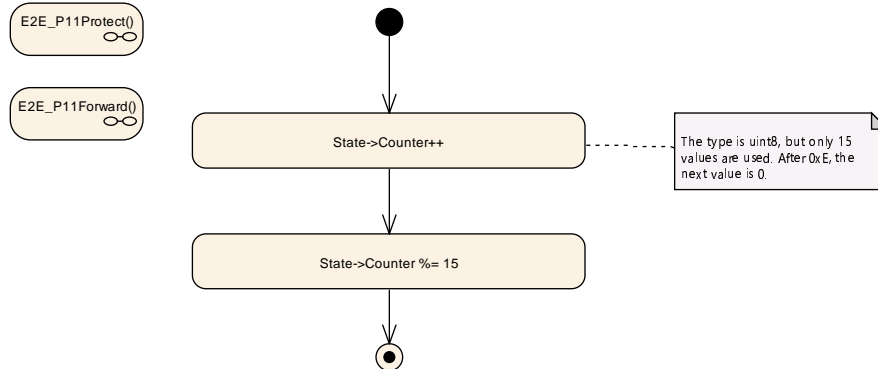 E2E_P11Protect()
E2E_P11Forward()
State->Counter++
The type is uint8, but only 15
values are used. After 0xE, the
next value is 0.
State->Counter %= 15